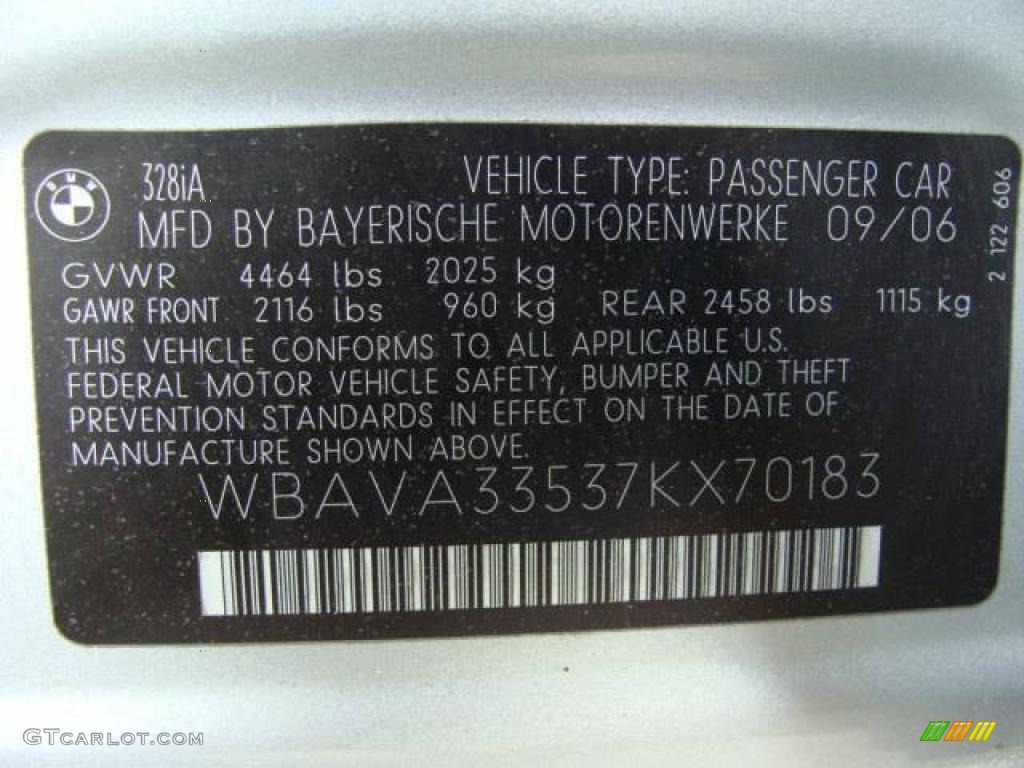 BMW
328iA VEHICLE TYPE: PASSENGER CAR
MFD BY BAYERISCHE MOTORENWERKE 09/06
GVWR 4464 lbs 2025 kg
GAWR FRONT 2116 lbs 960 kg REAR 2458 lbs 1115 kg
THIS VEHICLE CONFORMS TO ALL APPLICABLE U.S.
FEDERAL MOTOR VEHICLE SAFETY, BUMPER AND THEFT
PREVENTION STANDARDS IN EFFECT ON THE DATE OF
MANUFACTURE SHOWN ABOVE.
WBAVA33537KX70183
2 122 606
GTCARLOT.COM